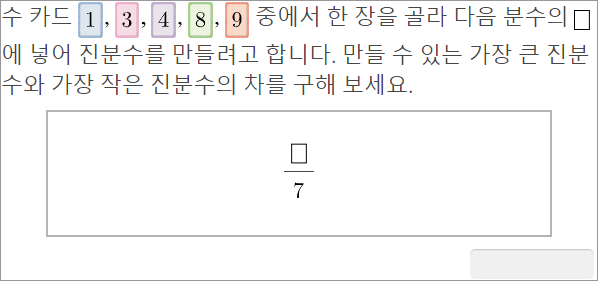 수 카드 1, 3, 4, 8, 9 중에서 한 장을 골라 다음 분수의 □
에 넣어 진분수를 만들려고 합니다. 만들 수 있는 가장 큰 진분
수와 가장 작은 진분수의 차를 구해 보세요.
□
7